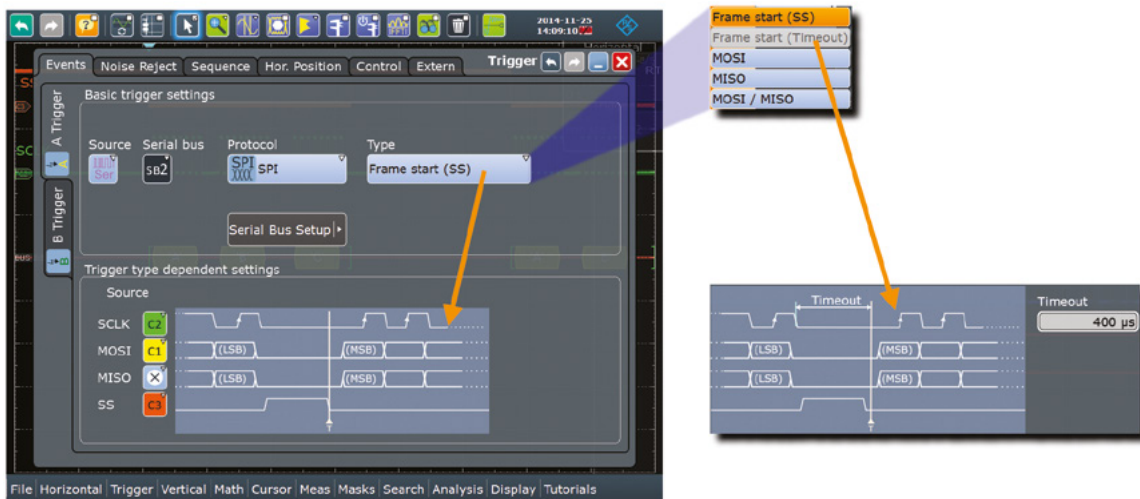 2014-11-25
14:09:10
Horizontal
Events Noise Reject Sequence Hor. Position Control Extern Trigger
A Trigger
B Trigger
Basic trigger settings
Source Serial bus Protocol Type
Ser SB2 SPI SPI Frame start (SS)
Serial Bus Setup
Trigger type dependent settings
Source
SCLK C2
MOSI C1 (LSB) (MSB)
MISO (LSB) (MSB)
SS C3
File Horizontal Trigger Vertical Math Cursor Meas Masks Search Analysis Display Tutorials
Frame start (SS)
Frame start (Timeout)
MOSI
MISO
MOSI / MISO
Timeout
(LSB) (MSB)
(LSB) (MSB)
Timeout
400 µs